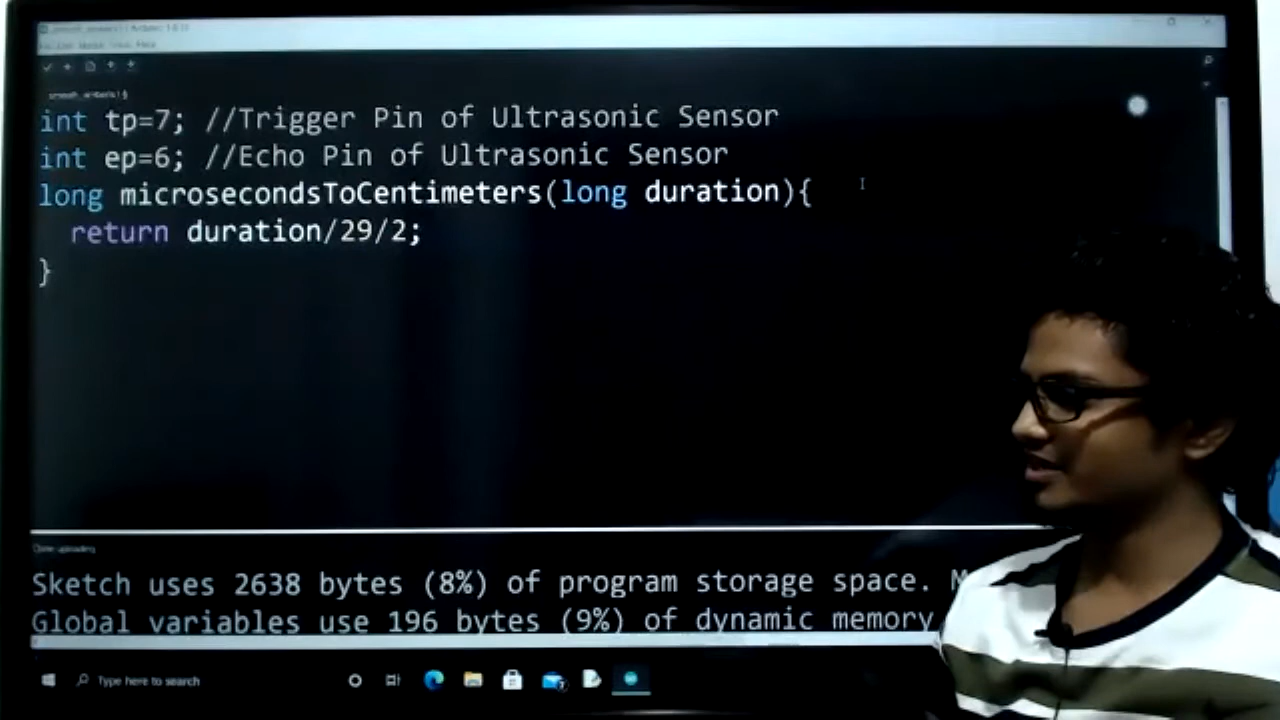 int tp=7; //Trigger Pin of Ultrasonic Sensor
int ep=6; //Echo Pin of Ultrasonic Sensor
long microsecondsToCentimeters(long duration){
return duration/29/2;
}
Done uploading
Sketch uses 2638 bytes (8%) of program storage space. M
Global variables use 196 bytes (9%) of dynamic memory
Type here to search